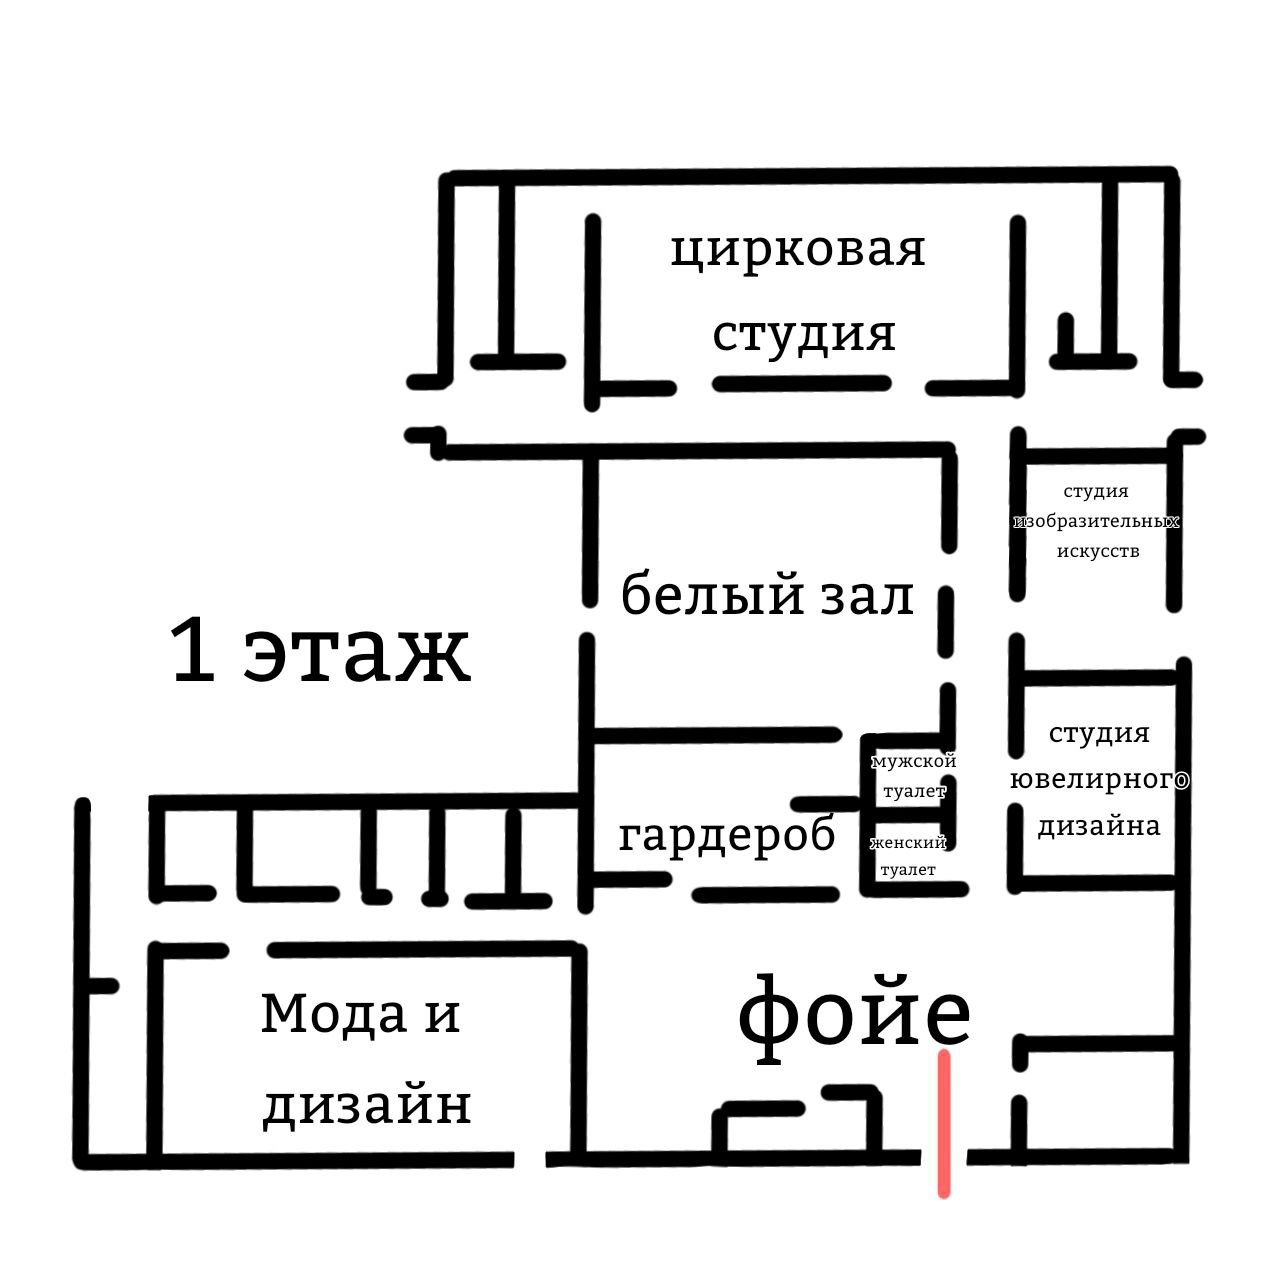 цирковая
студия
студия
изобразительных
искусств
белый зал
1 этаж
студия
ювелирного
дизайна
мужской
туалет
гардероб
женский
туалет
фойе
Мода и
дизайн